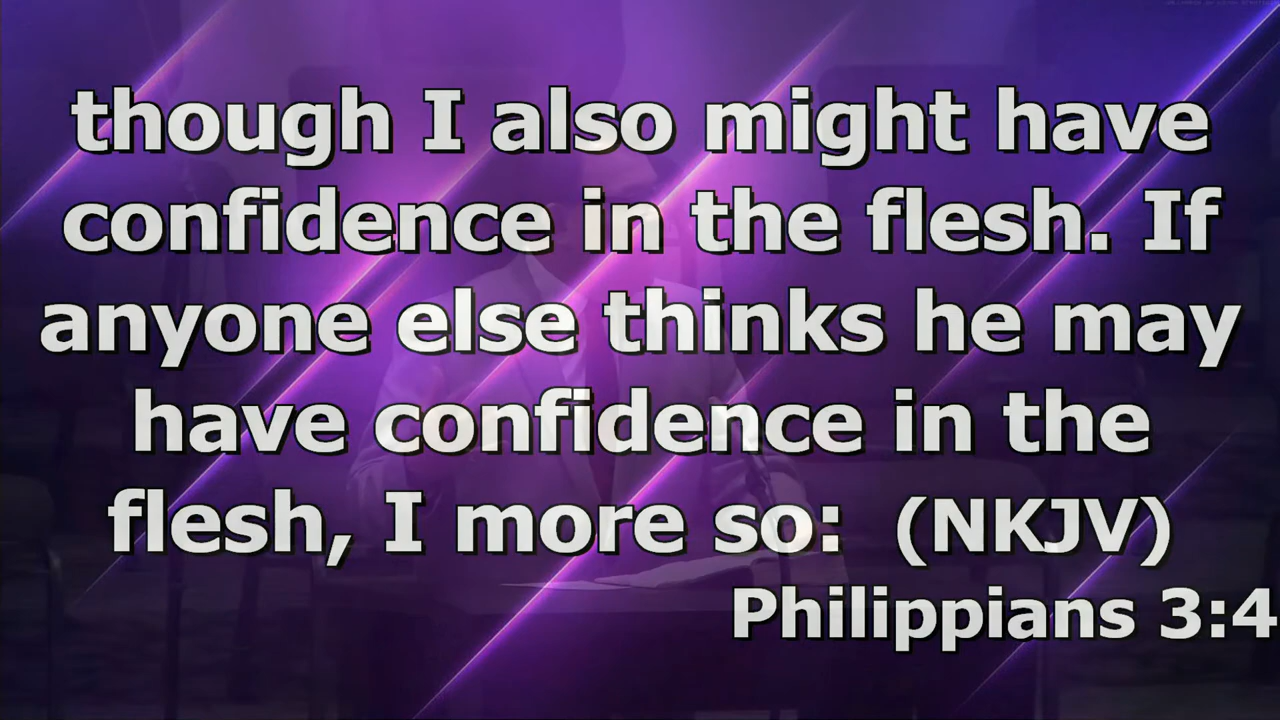 though I also might have
confidence in the flesh. If
anyone else thinks he may
have confidence in the
flesh, I more so: (NKJV)
Philippians 3:4